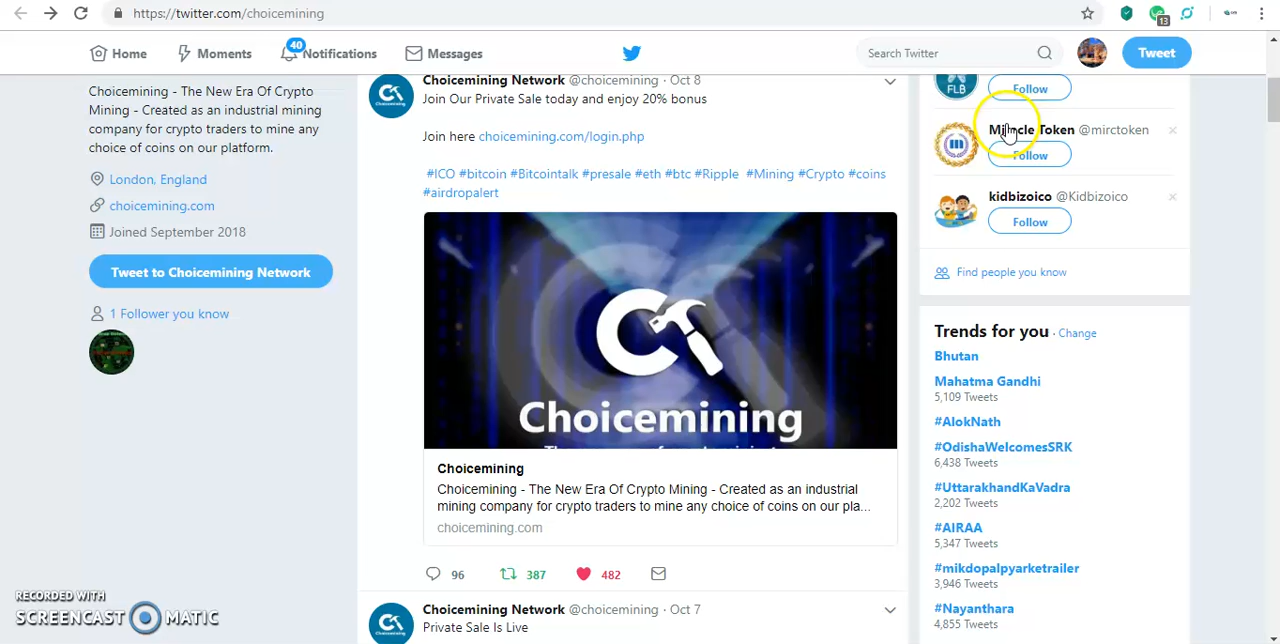 https://twitter.com/choicemining
13
Home
Moments
40
Notifications
Messages
Search Twitter
Tweet
Choicemining - The New Era Of Crypto
Mining - Created as an industrial mining
company for crypto traders to mine any
choice of coins on our platform.
London, England
choicemining.com
Joined September 2018
Tweet to Choicemining Network
1 Follower you know
Choicemining Network @choicemining · Oct 8
Join Our Private Sale today and enjoy 20% bonus
Join here choicemining.com/login.php
#ICO #bitcoin #Bitcointalk #presale #eth #btc #Ripple #Mining #Crypto #coins
#airdropalert
Choicemining
Choicemining
Choicemining - The New Era Of Crypto Mining - Created as an industrial
mining company for crypto traders to mine any choice of coins on our pla...
choicemining.com
96
387
482
Choicemining Network @choicemining · Oct 7
Private Sale Is Live
Choicemining
FLB
Follow
Miracle Token @mirctoken
Follow
kidbizoico @Kidbizoico
Follow
Find people you know
Trends for you · Change
Bhutan
Mahatma Gandhi
5,109 Tweets
#AlokNath
#OdishaWelcomesSRK
6,438 Tweets
#UttarakhandKaVadra
2,202 Tweets
#AIRAA
5,347 Tweets
#mikdopalpyarketrailer
3,946 Tweets
#Nayanthara
4,855 Tweets
RECORDED WITH
SCREENCAST MATIC